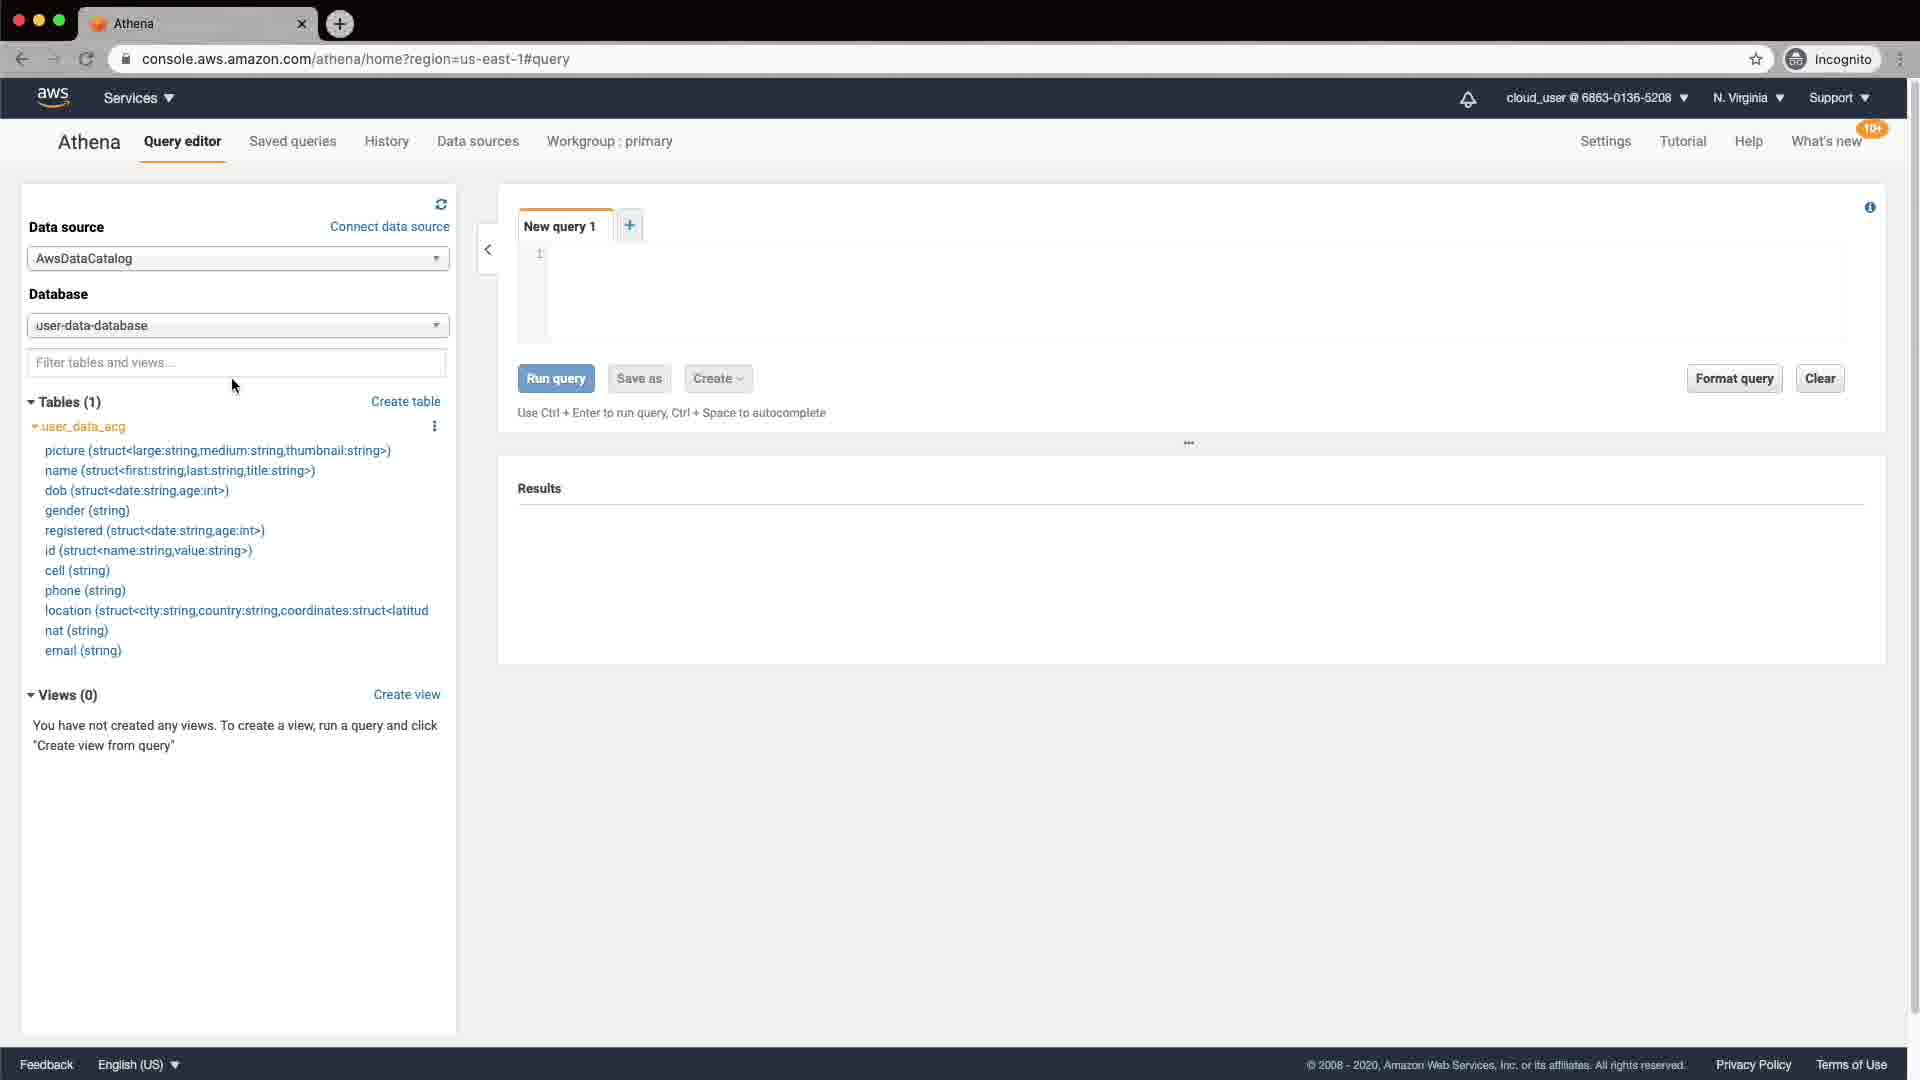 Athena
console.aws.amazon.com/athena/home?region=us-east-1#query
Incognito
aws
Services
cloud_user @ 6863-0136-5208
N. Virginia
Support
Athena
Query editor
Saved queries
History
Data sources
Workgroup : primary
Settings
Tutorial
Help
What's new
10+
Data source
Connect data source
AwsDataCatalog
Database
user-data-database
Filter tables and views...
Tables (1)
Create table
user_data_acg
picture (struct<large:string,medium:string,thumbnail:string>)
name (struct<first:string,last:string,title:string>)
dob (struct<date:string,age:int>)
gender (string)
registered (struct<date:string,age:int>)
id (struct<name:string,value:string>)
cell (string)
phone (string)
location (struct<city:string,country:string,coordinates:struct<latitud
nat (string)
email (string)
Views (0)
Create view
You have not created any views. To create a view, run a query and click
"Create view from query"
New query 1
1
Run query
Save as
Create
Format query
Clear
Use Ctrl + Enter to run query, Ctrl + Space to autocomplete
Results
Feedback
English (US)
© 2008 - 2020, Amazon Web Services, Inc. or its affiliates. All rights reserved.
Privacy Policy
Terms of Use